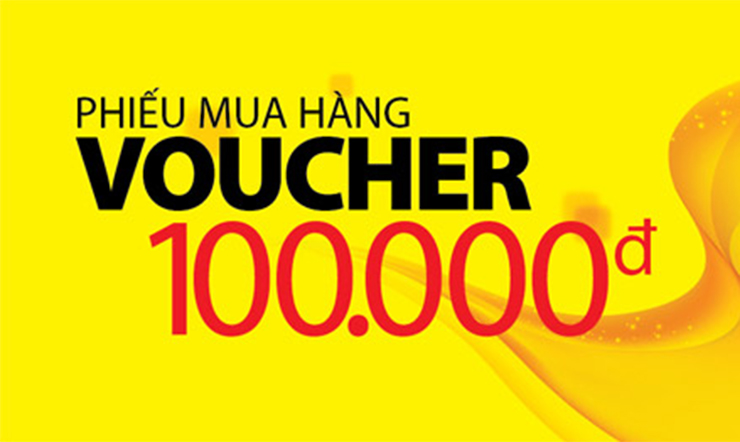 PHIẾU MUA HÀNG
VOUCHER
100.000đ